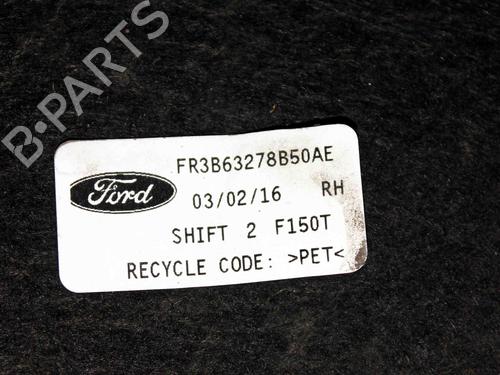 B-PARTS
FR3B63278B50AE
Ford
03/02/16 RH
SHIFT 2 F150T
RECYCLE CODE: >PET<